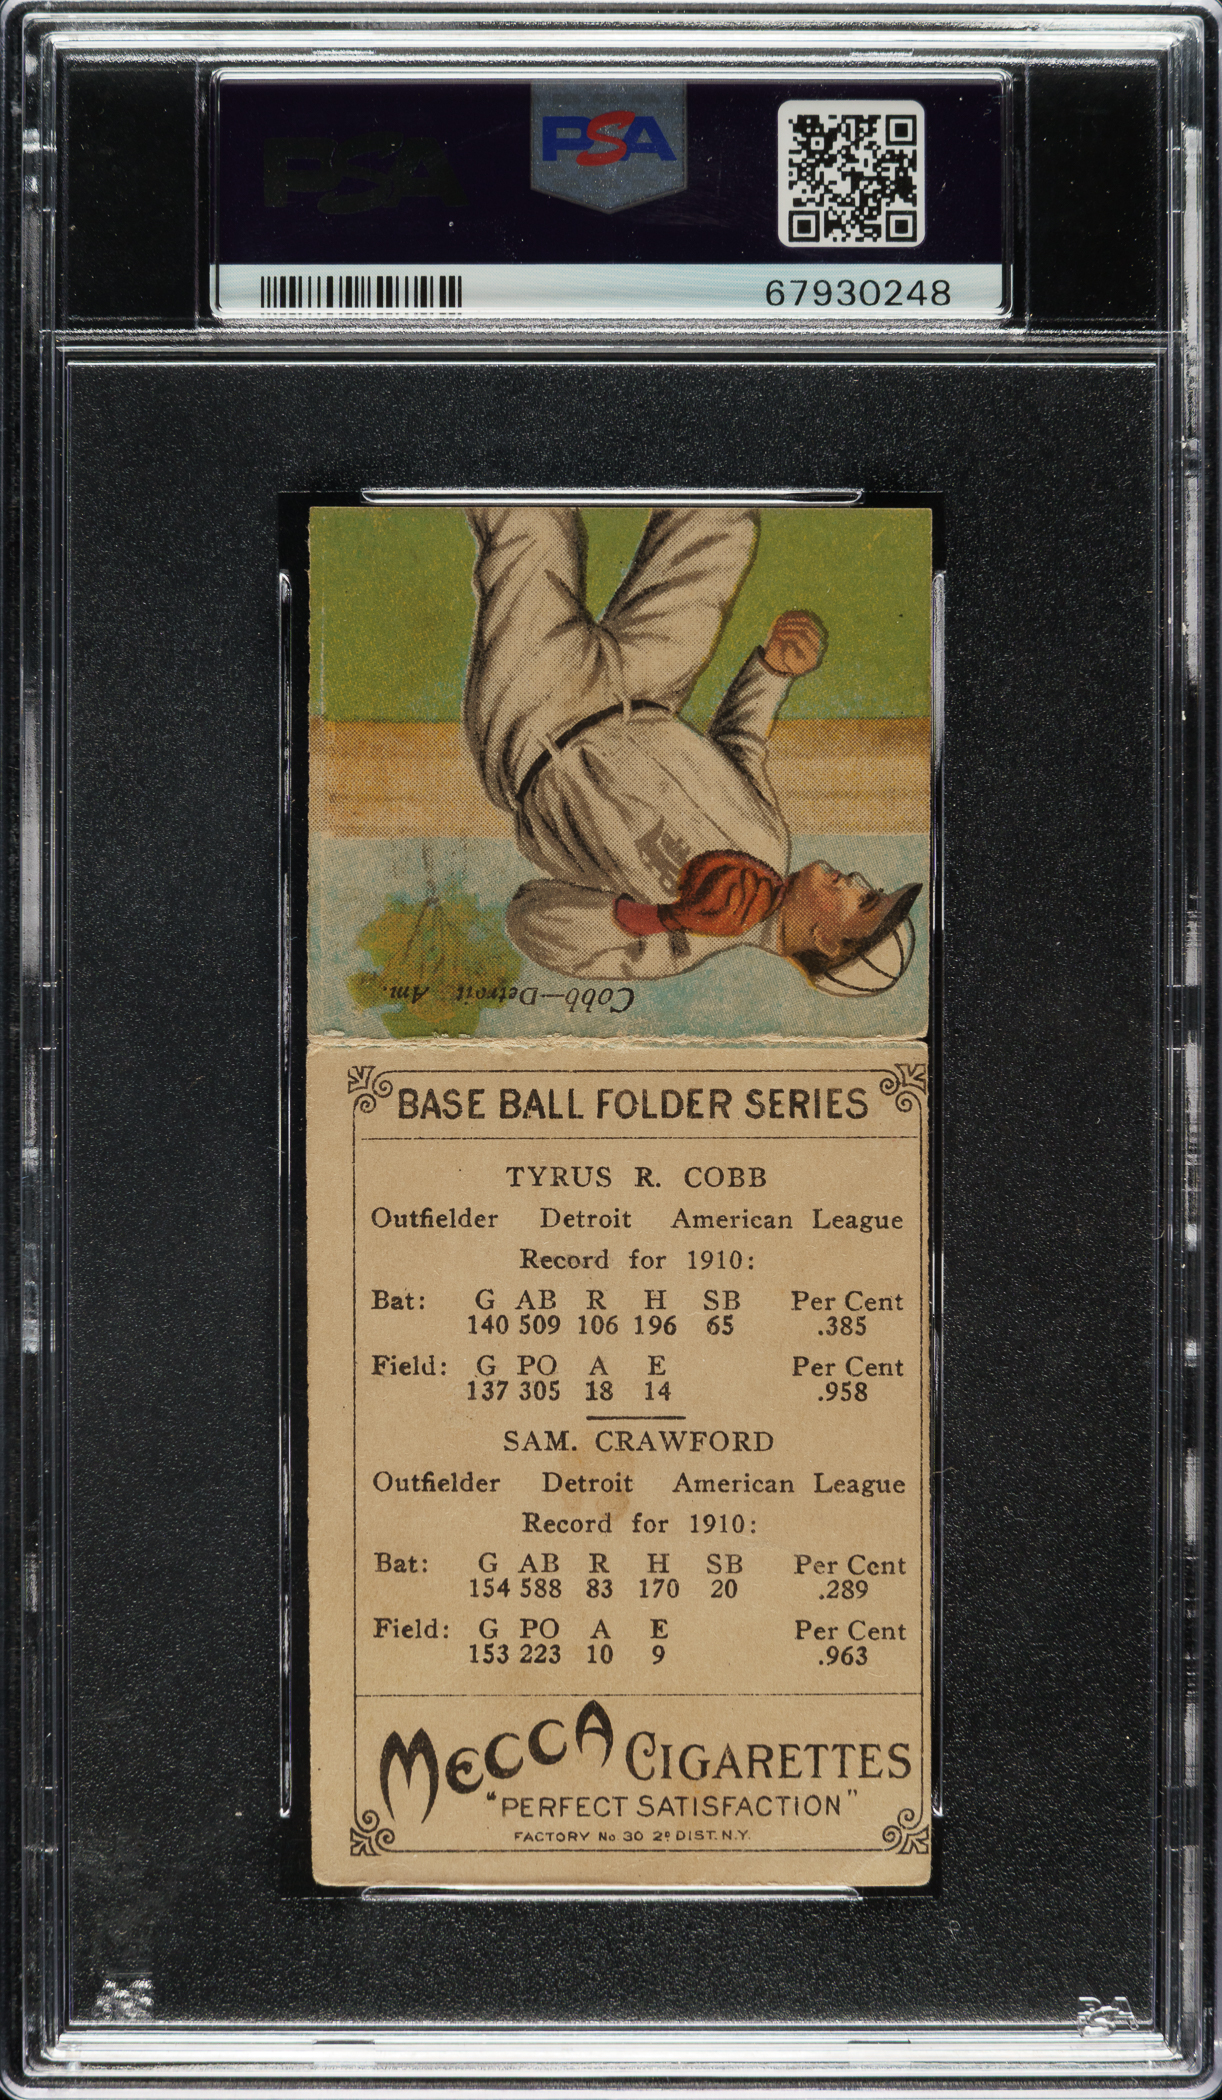 PSA
PSA
67930248
Cobb—Detroit Am.
BASE BALL FOLDER SERIES
TYRUS R. COBB
Outfielder Detroit American League
Record for 1910:
Bat: G AB R H SB Per Cent
140 509 106 196 65 .385
Field: G PO A E Per Cent
137 305 18 14 .958
SAM. CRAWFORD
Outfielder Detroit American League
Record for 1910:
Bat: G AB R H SB Per Cent
154 588 83 170 20 .289
Field: G PO A E Per Cent
153 223 10 9 .963
MECCA CIGARETTES
"PERFECT SATISFACTION"
FACTORY No. 30 2D DIST. N.Y.